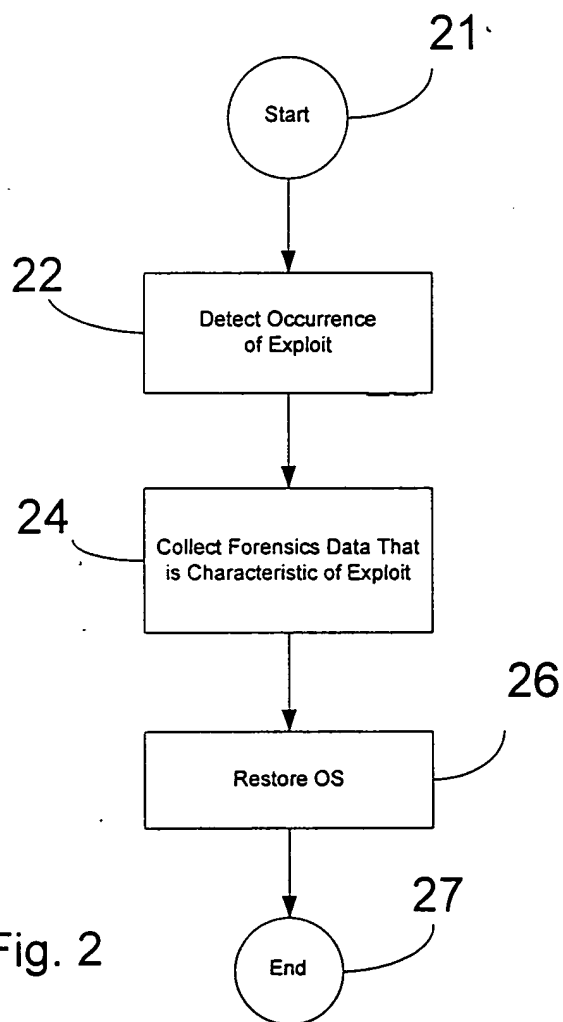 21
Start
22
Detect Occurrence
of Exploit
24
Collect Forensics Data That
is Characteristic of Exploit
26
Restore OS
27
End
Fig. 2